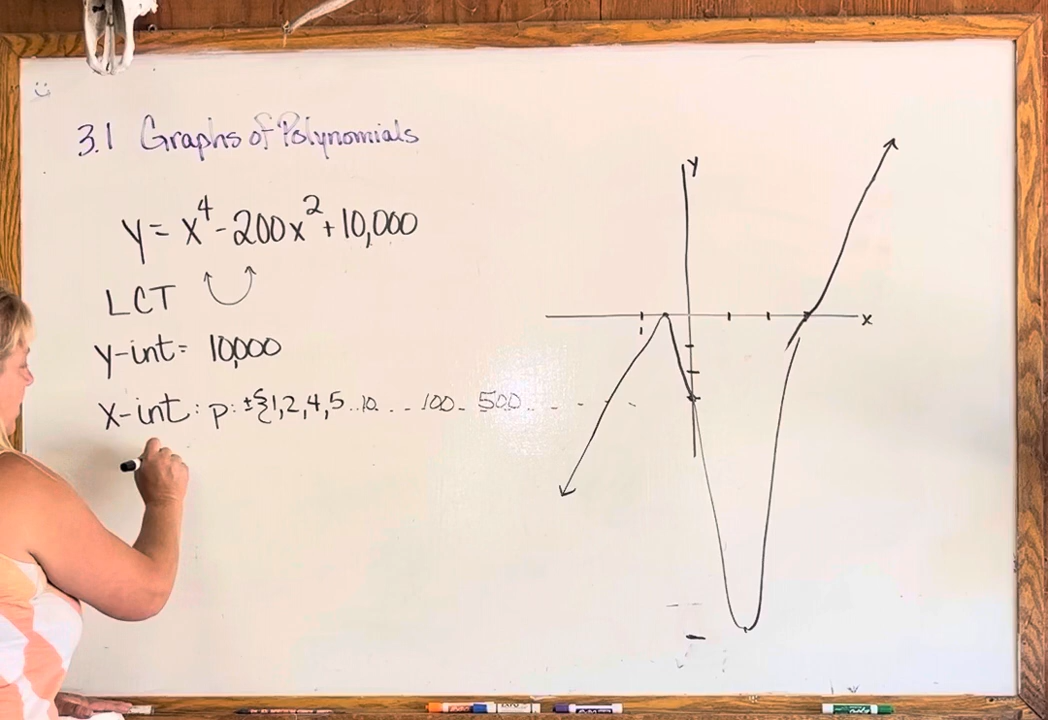 3.1 Graphs of Polynomials
y = x⁴ - 200x² + 10,000
LCT
y-int = 10,000
x-int: p: ±{1,2,4,5..10...100..500.....
y
x